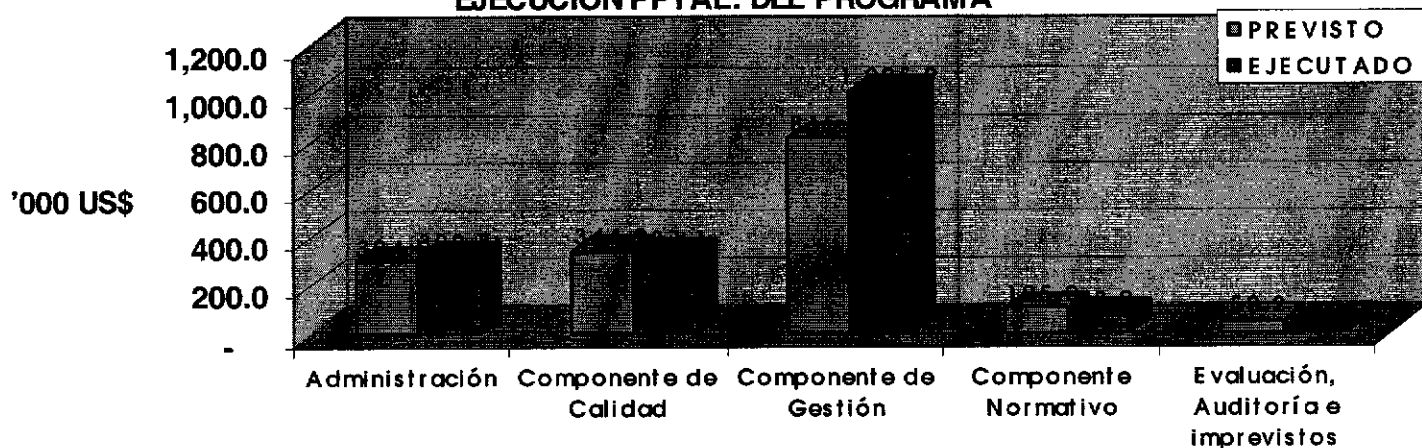 EJECUCION PPTAL. DEL PROGRAMA
PREVISTO
EJECUTADO
1,200.0
1,000.0
800.0
600.0
400.0
200.0
-
'000 US$
Administración
Componente de
Calidad
Componente de
Gestión
Componente
Normativo
Evaluación,
Auditoría e
imprevistos